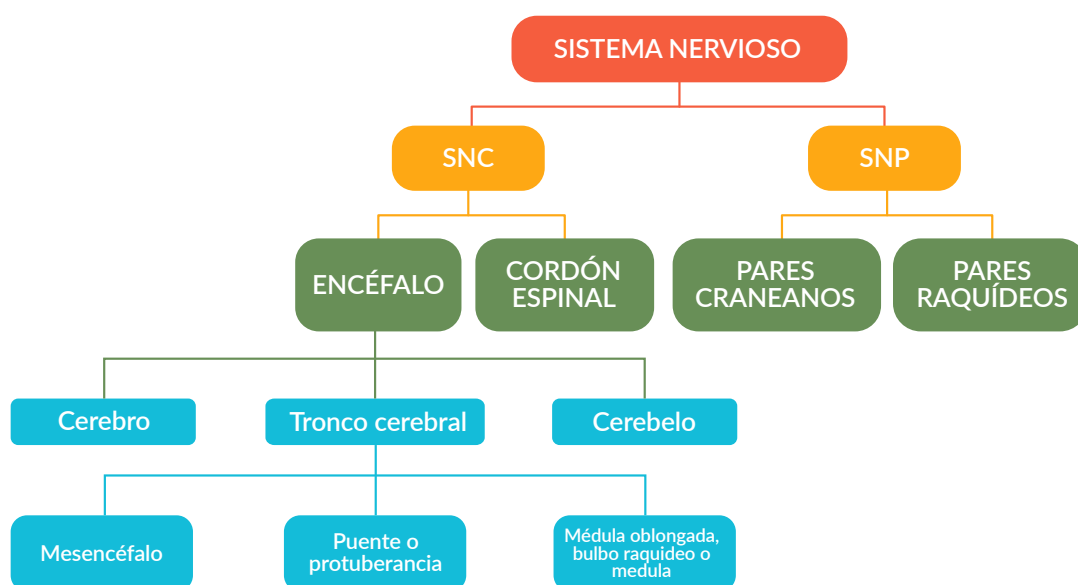 SISTEMA NERVIOSO
SNC
SNP
ENCÉFALO
CORDÓN
ESPINAL
PARES
CRANEANOS
PARES
RAQUÍDEOS
Cerebro
Tronco cerebral
Cerebelo
Mesencéfalo
Puente o
protuberancia
Médula oblongada,
bulbo raquideo o
medula